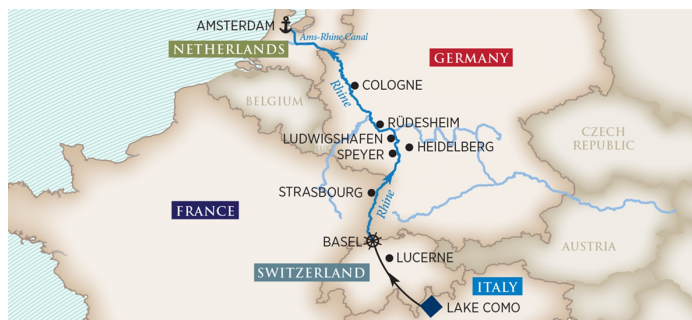 AMSTERDAM
Ams-Rhine Canal
NETHERLANDS
GERMANY
COLOGNE
Rhine
BELGIUM
RÜDESHEIM
LUDWIGSHAFEN
HEIDELBERG
SPEYER
CZECH
REPUBLIC
STRASBOURG
Rhine
FRANCE
BASEL
AUSTRIA
LUCERNE
SWITZERLAND
ITALY
LAKE COMO